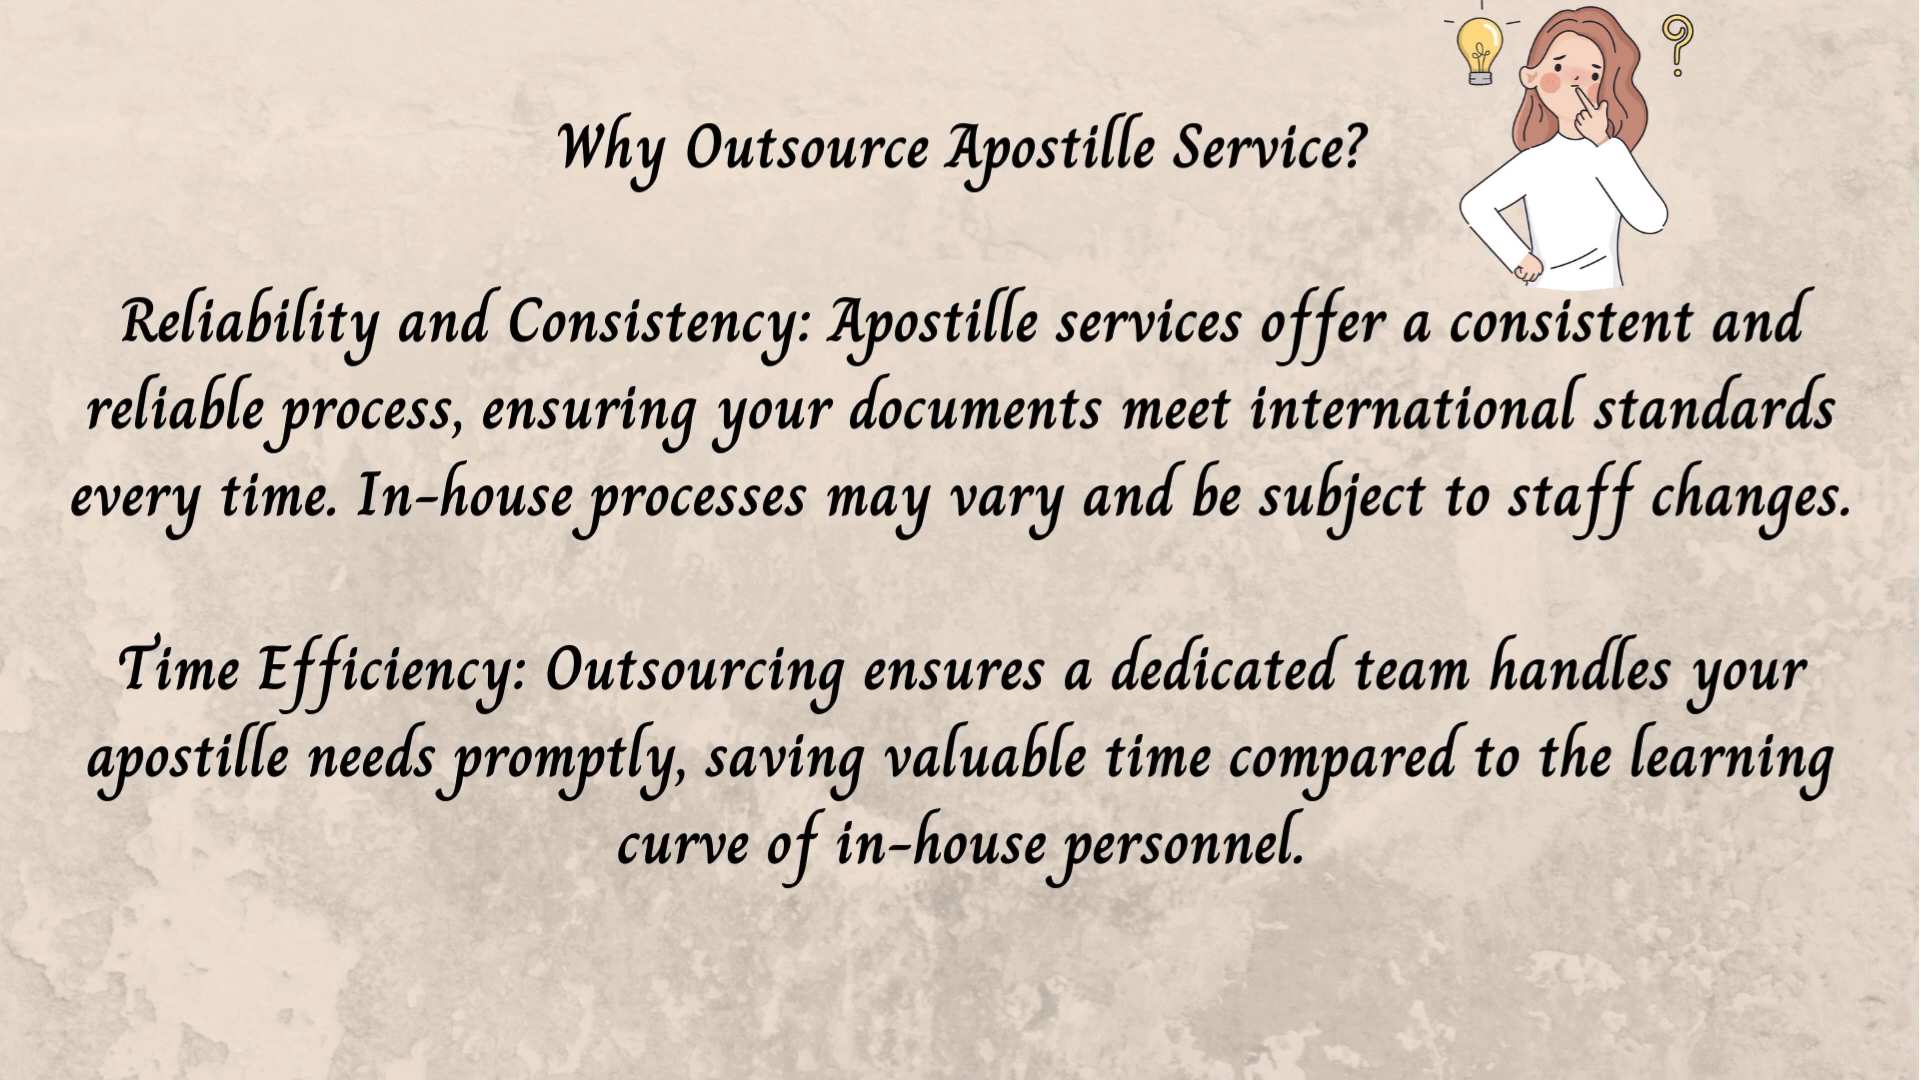 Why Outsource Apostille Service?
Reliability and Consistency: Apostille services offer a consistent and
reliable process, ensuring your documents meet international standards
every time. In-house processes may vary and be subject to staff changes.
Time Efficiency: Outsourcing ensures a dedicated team handles your
apostille needs promptly, saving valuable time compared to the learning
curve of in-house personnel.